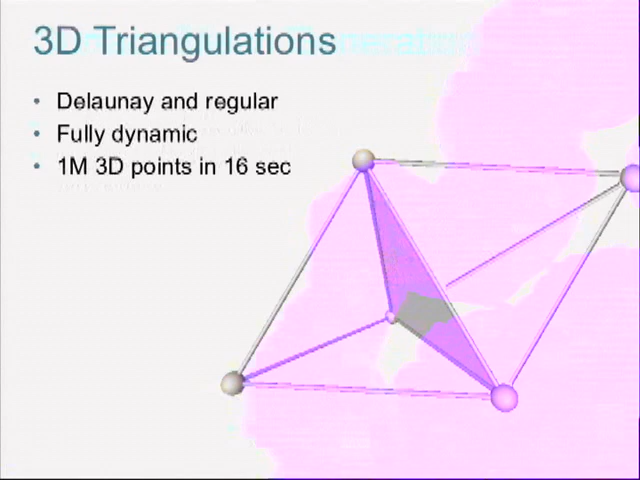 3D Triangulations
• Delaunay and regular
• Fully dynamic
• 1M 3D points in 16 sec